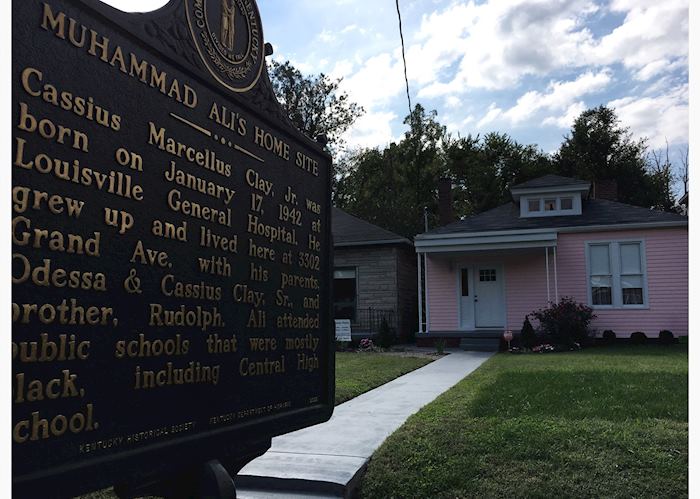 MUHAMMAD ALI'S HOME SITE
Cassius Marcellus Clay, Jr. was
born on January 17, 1942 at
Louisville General Hospital. He
grew up and lived here at 3302
Grand Ave. with his parents,
Odessa & Cassius Clay, Sr., and
brother, Rudolph. Ali attended
public schools that were mostly
lack, including Central High
chool.
KENTUCKY HISTORICAL SOCIETY KENTUCKY DEPARTMENT OF HIGHWAYS